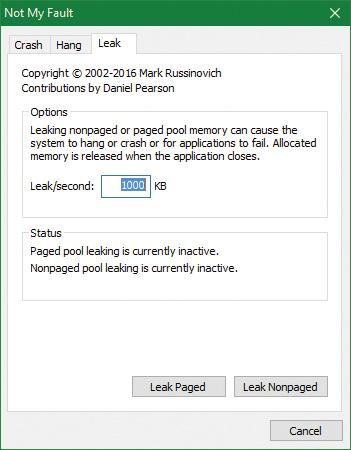 Not My Fault
Crash Hang Leak
Copyright © 2002-2016 Mark Russinovich
Contributions by Daniel Pearson
Options
Leaking nonpaged or paged pool memory can cause the
system to hang or crash or for applications to fail. Allocated
memory is released when the application closes.
Leak/second: 1000 KB
Status
Paged pool leaking is currently inactive.
Nonpaged pool leaking is currently inactive.
Leak Paged Leak Nonpaged
Cancel